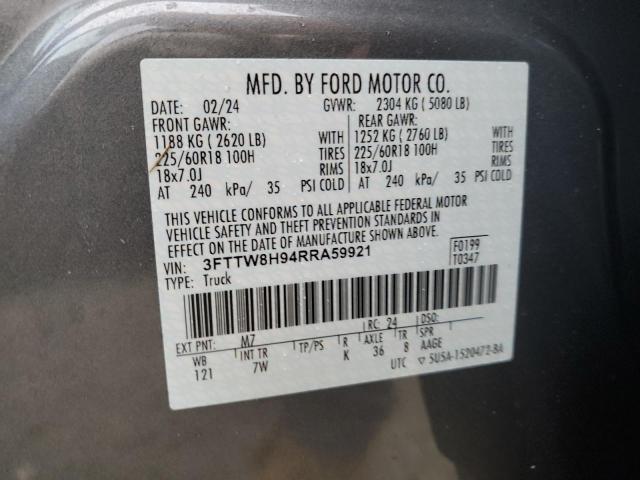 MFD. BY FORD MOTOR CO.
DATE: 02/24 GVWR: 2304 KG ( 5080 LB)
FRONT GAWR: REAR GAWR:
1188 KG ( 2620 LB) WITH 1252 KG ( 2760 LB) WITH
225/60R18 100H TIRES 225/60R18 100H TIRES
18x7.0J RIMS 18x7.0J RIMS
AT 240 kPa/ 35 PSI COLD AT 240 kPa/ 35 PSI COLD
THIS VEHICLE CONFORMS TO ALL APPLICABLE FEDERAL MOTOR
VEHICLE SAFETY AND THEFT PREVENTION STANDARDS IN
EFFECT ON THE DATE OF MANUFACTURE SHOWN ABOVE.
VIN: 3FTTW8H94RRA59921 F0199
TYPE: Truck T0347
EXT PNT: M7 RC: 24 DSO:
WB INT TR TP/PS R AXLE TR SPR
121 7W K 36 8 AAGE
UTC ▽ 5U5A-1520472-BA